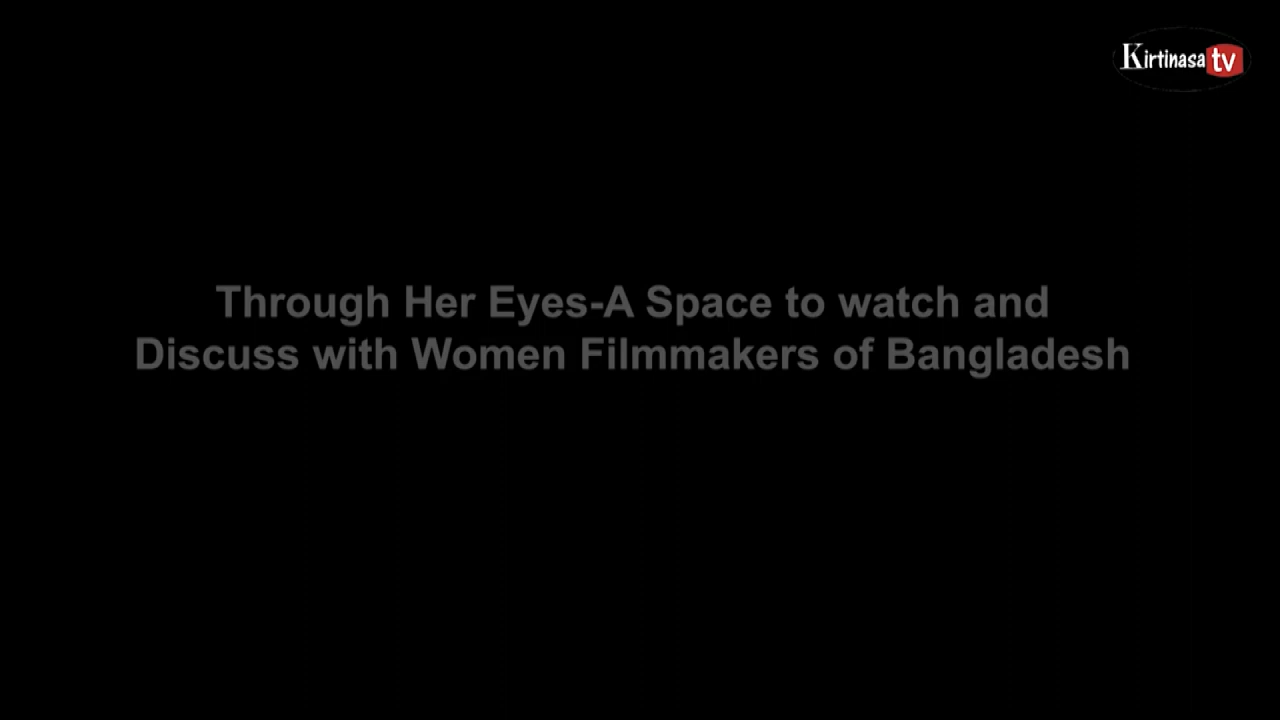 Kirtinasa tv
Through Her Eyes-A Space to watch and
Discuss with Women Filmmakers of Bangladesh